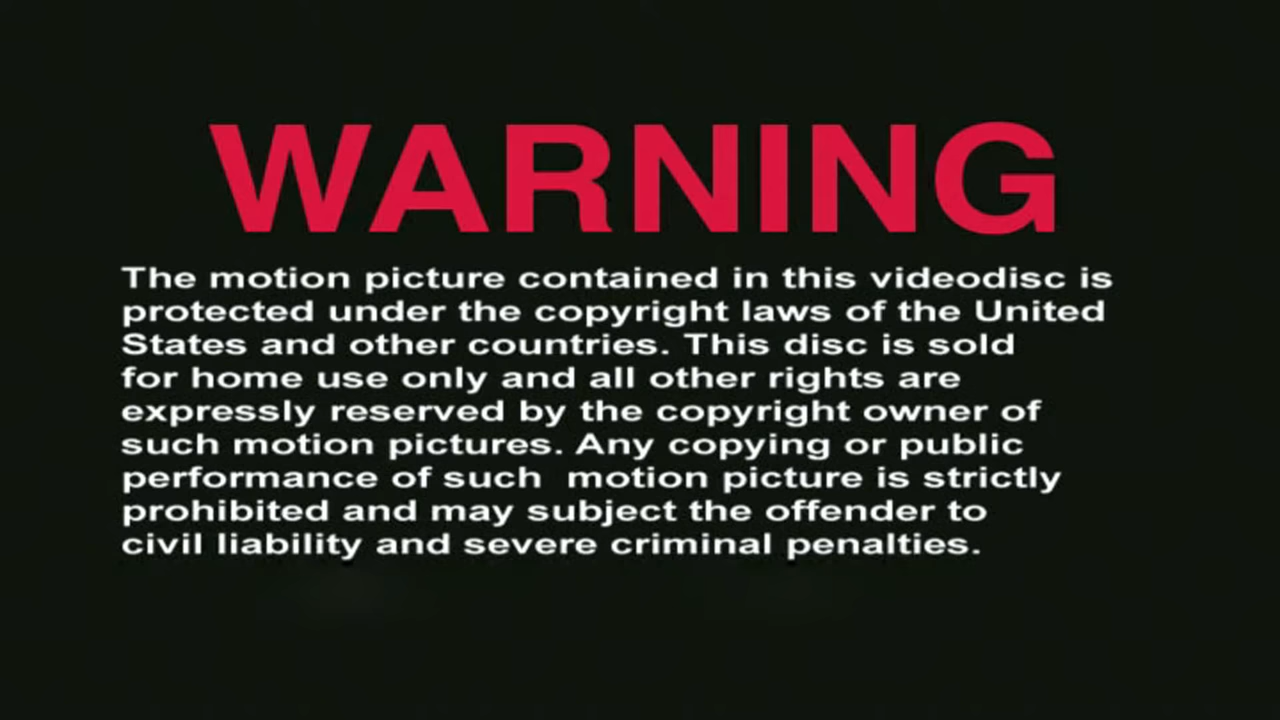 WARNING
The motion picture contained in this videodisc is
protected under the copyright laws of the United
States and other countries. This disc is sold
for home use only and all other rights are
expressly reserved by the copyright owner of
such motion pictures. Any copying or public
performance of such  motion picture is strictly
prohibited and may subject the offender to
civil liability and severe criminal penalties.